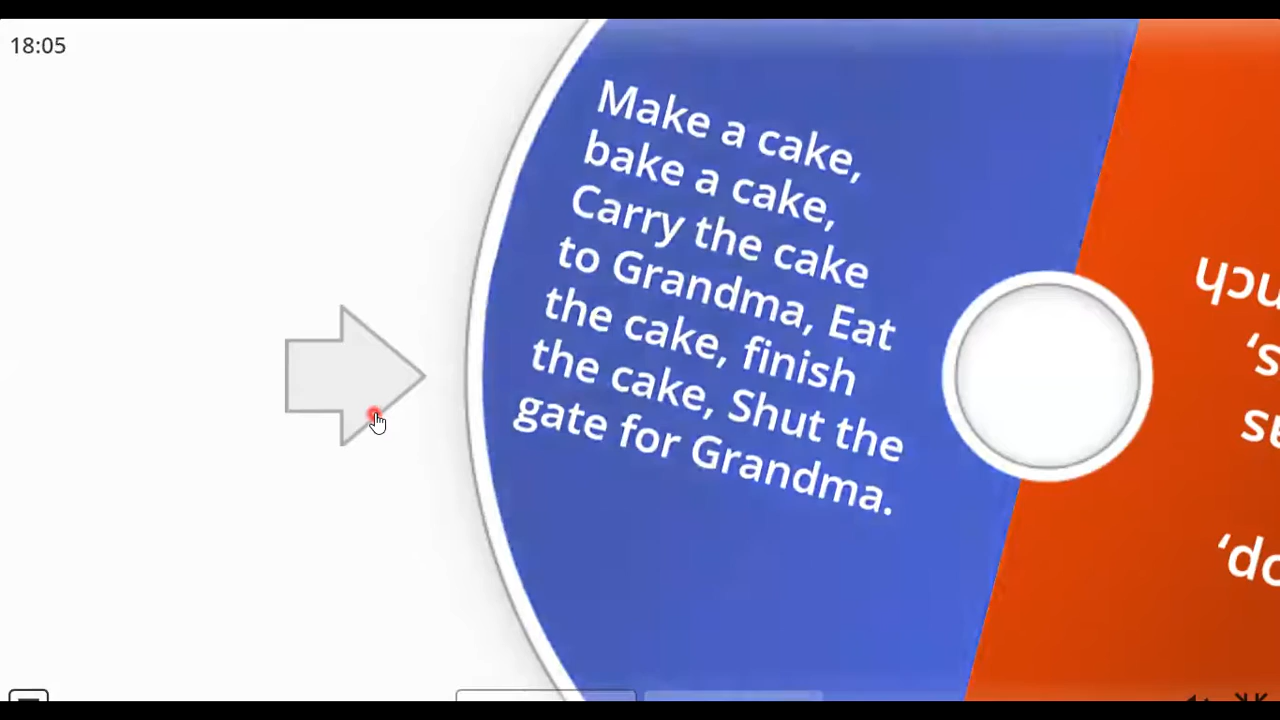 18:05
Make a cake,
bake a cake,
Carry the cake
to Grandma, Eat
the cake, finish
the cake, Shut the
gate for Grandma.